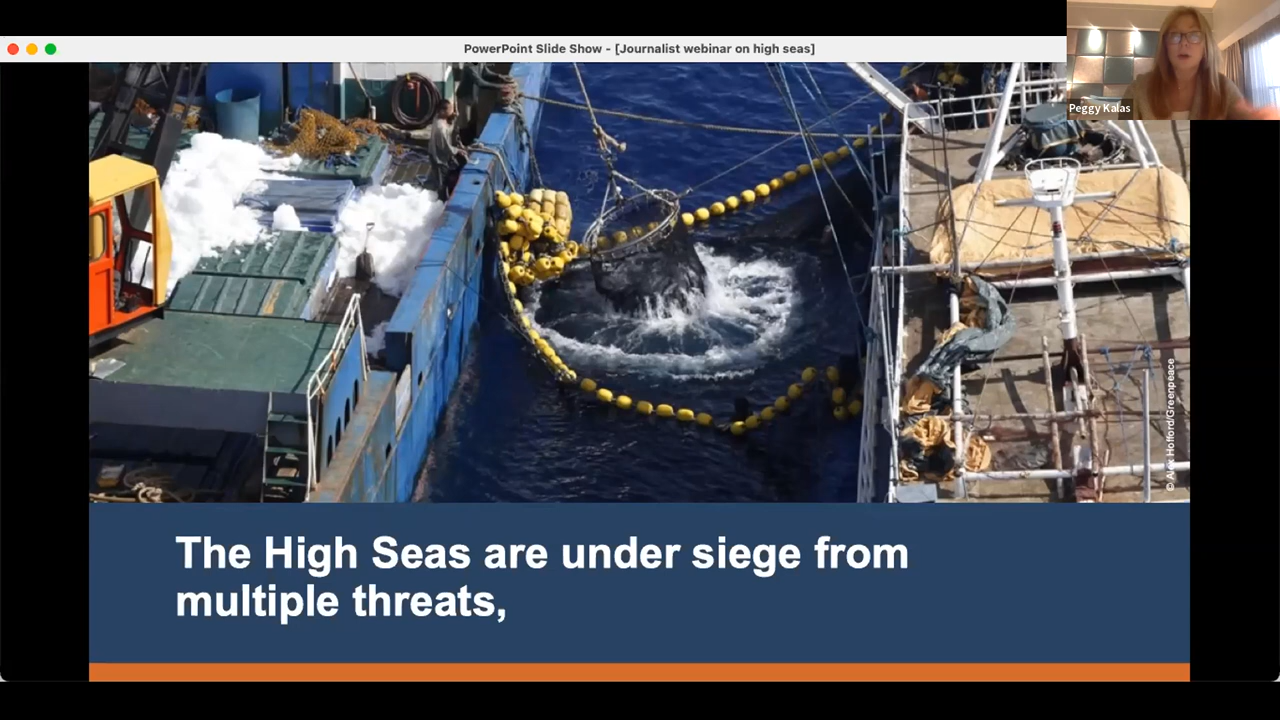 PowerPoint Slide Show - [Journalist webinar on high seas]
Peggy Kalas
© Alex Hofford/Greenpeace
The High Seas are under siege from
multiple threats,